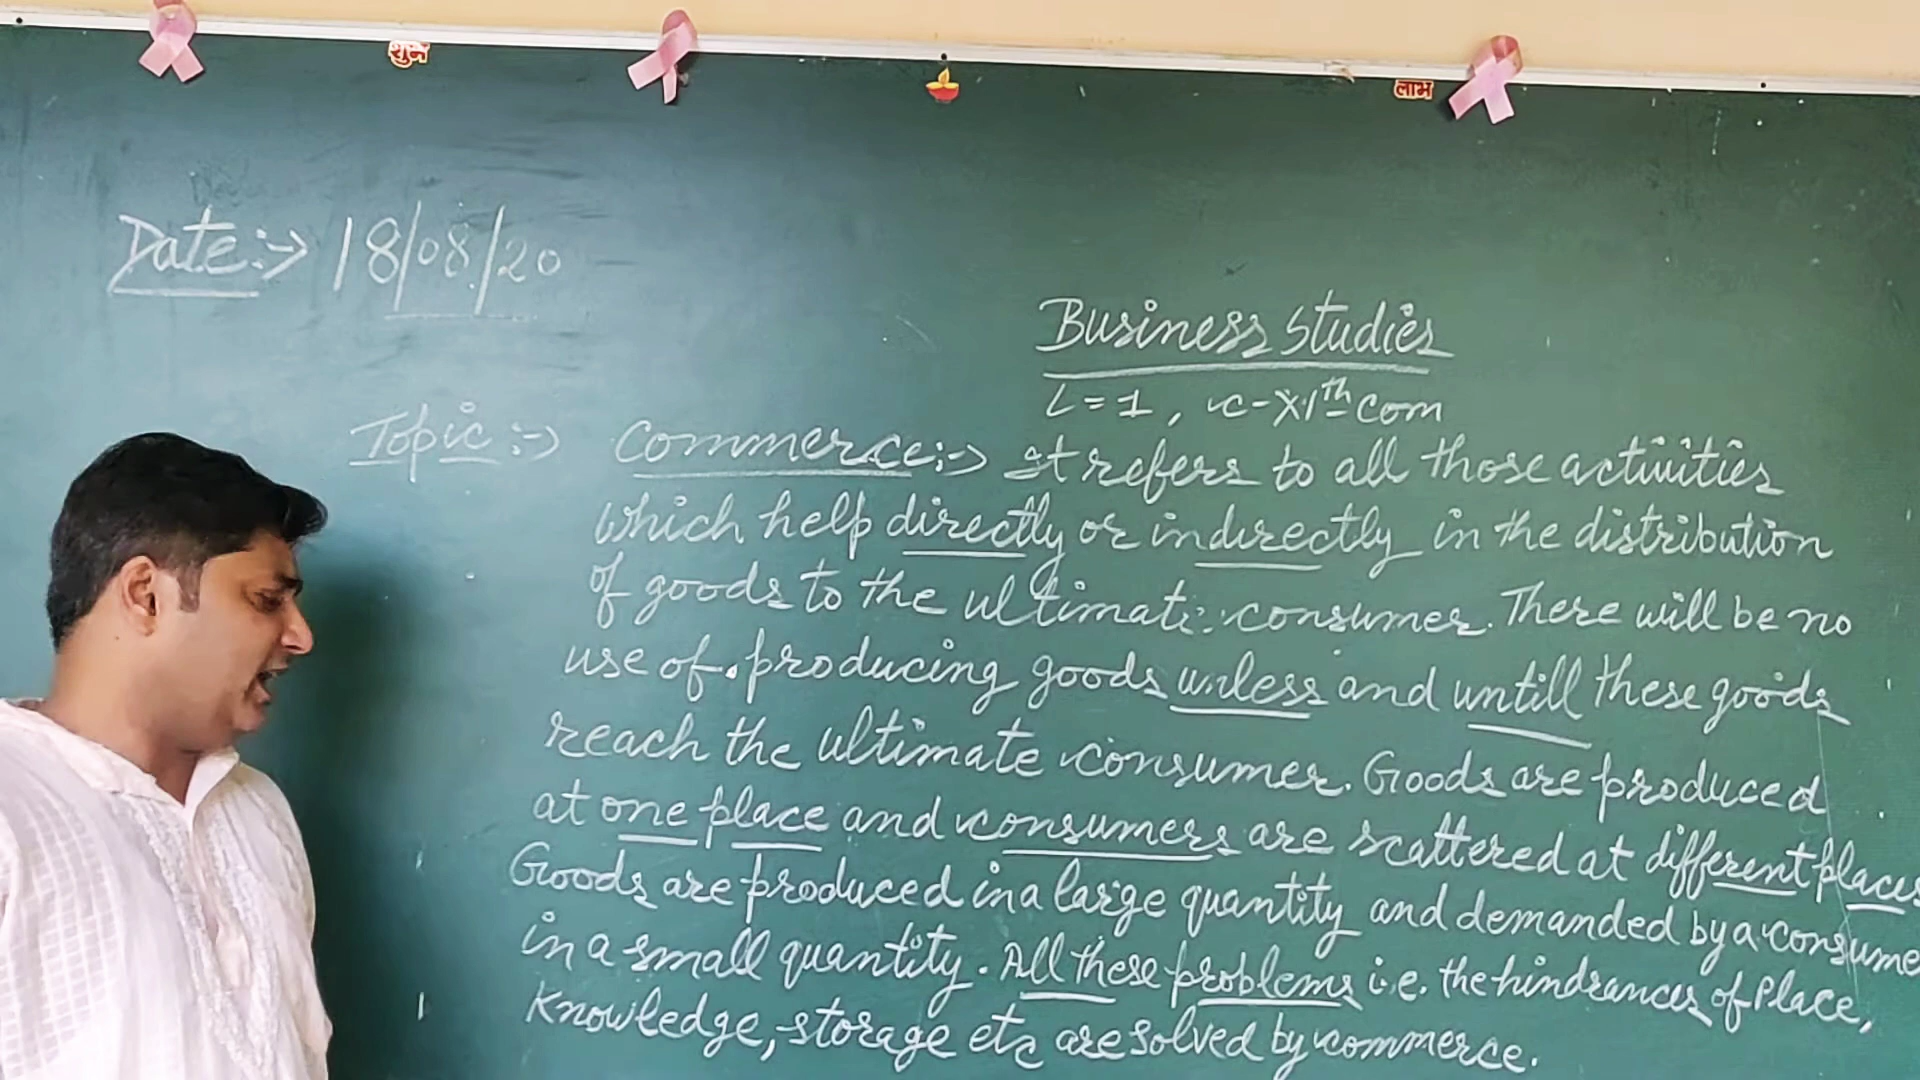 शुभ
लाभ
Date:-> 18/08/20
Business Studies
L=1, C-XIth Com
Topic:-> Commerce:-> It refers to all those activities
which help directly or indirectly in the distribution
of goods to the ultimate consumer. There will be no
use of producing goods unless and untill these goods
reach the ultimate consumer. Goods are produced
at one place and consumers are scattered at different places
Goods are produced in a large quantity and demanded by a consume
in a small quantity. All these problems i.e. the hindrances of Place,
Knowledge, storage etc are solved by commerce.